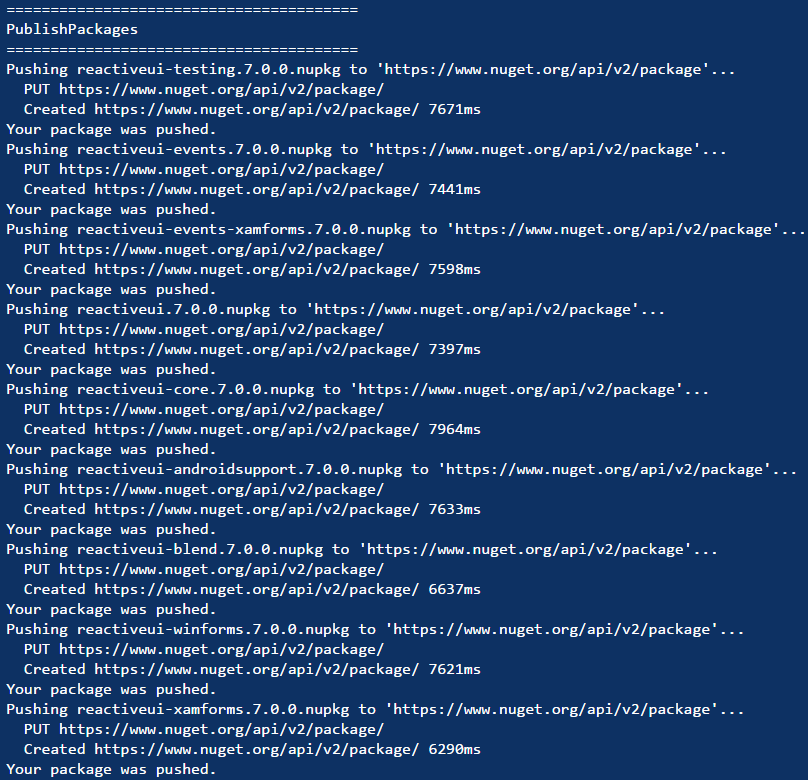 ========================================
PublishPackages
========================================
Pushing reactiveui-testing.7.0.0.nupkg to 'https://www.nuget.org/api/v2/package'...
  PUT https://www.nuget.org/api/v2/package/
  Created https://www.nuget.org/api/v2/package/ 7671ms
Your package was pushed.
Pushing reactiveui-events.7.0.0.nupkg to 'https://www.nuget.org/api/v2/package'...
  PUT https://www.nuget.org/api/v2/package/
  Created https://www.nuget.org/api/v2/package/ 7441ms
Your package was pushed.
Pushing reactiveui-events-xamforms.7.0.0.nupkg to 'https://www.nuget.org/api/v2/package'...
  PUT https://www.nuget.org/api/v2/package/
  Created https://www.nuget.org/api/v2/package/ 7598ms
Your package was pushed.
Pushing reactiveui.7.0.0.nupkg to 'https://www.nuget.org/api/v2/package'...
  PUT https://www.nuget.org/api/v2/package/
  Created https://www.nuget.org/api/v2/package/ 7397ms
Your package was pushed.
Pushing reactiveui-core.7.0.0.nupkg to 'https://www.nuget.org/api/v2/package'...
  PUT https://www.nuget.org/api/v2/package/
  Created https://www.nuget.org/api/v2/package/ 7964ms
Your package was pushed.
Pushing reactiveui-androidsupport.7.0.0.nupkg to 'https://www.nuget.org/api/v2/package'...
  PUT https://www.nuget.org/api/v2/package/
  Created https://www.nuget.org/api/v2/package/ 7633ms
Your package was pushed.
Pushing reactiveui-blend.7.0.0.nupkg to 'https://www.nuget.org/api/v2/package'...
  PUT https://www.nuget.org/api/v2/package/
  Created https://www.nuget.org/api/v2/package/ 6637ms
Your package was pushed.
Pushing reactiveui-winforms.7.0.0.nupkg to 'https://www.nuget.org/api/v2/package'...
  PUT https://www.nuget.org/api/v2/package/
  Created https://www.nuget.org/api/v2/package/ 7621ms
Your package was pushed.
Pushing reactiveui-xamforms.7.0.0.nupkg to 'https://www.nuget.org/api/v2/package'...
  PUT https://www.nuget.org/api/v2/package/
  Created https://www.nuget.org/api/v2/package/ 6290ms
Your package was pushed.